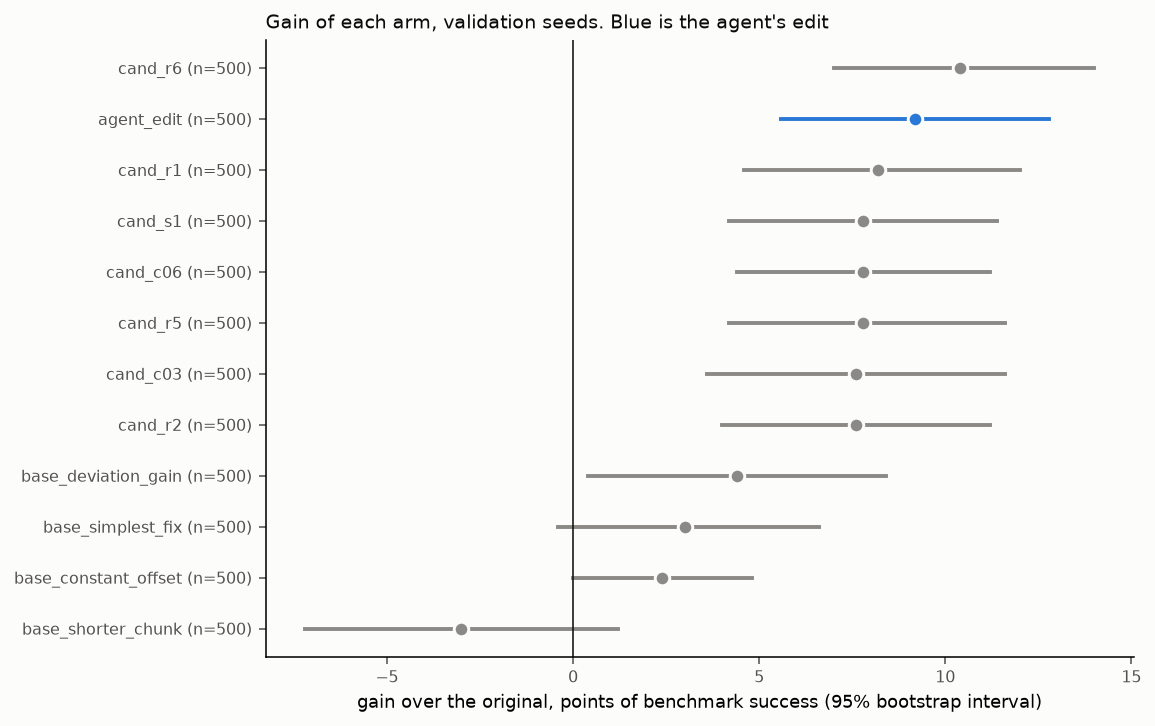 Gain of each arm, validation seeds. Blue is the agent's edit
cand_r6 (n=500)
agent_edit (n=500)
cand_r1 (n=500)
cand_s1 (n=500)
cand_c06 (n=500)
cand_r5 (n=500)
cand_c03 (n=500)
cand_r2 (n=500)
base_deviation_gain (n=500)
base_simplest_fix (n=500)
base_constant_offset (n=500)
base_shorter_chunk (n=500)
−5 0 5 10 15
gain over the original, points of benchmark success (95% bootstrap interval)